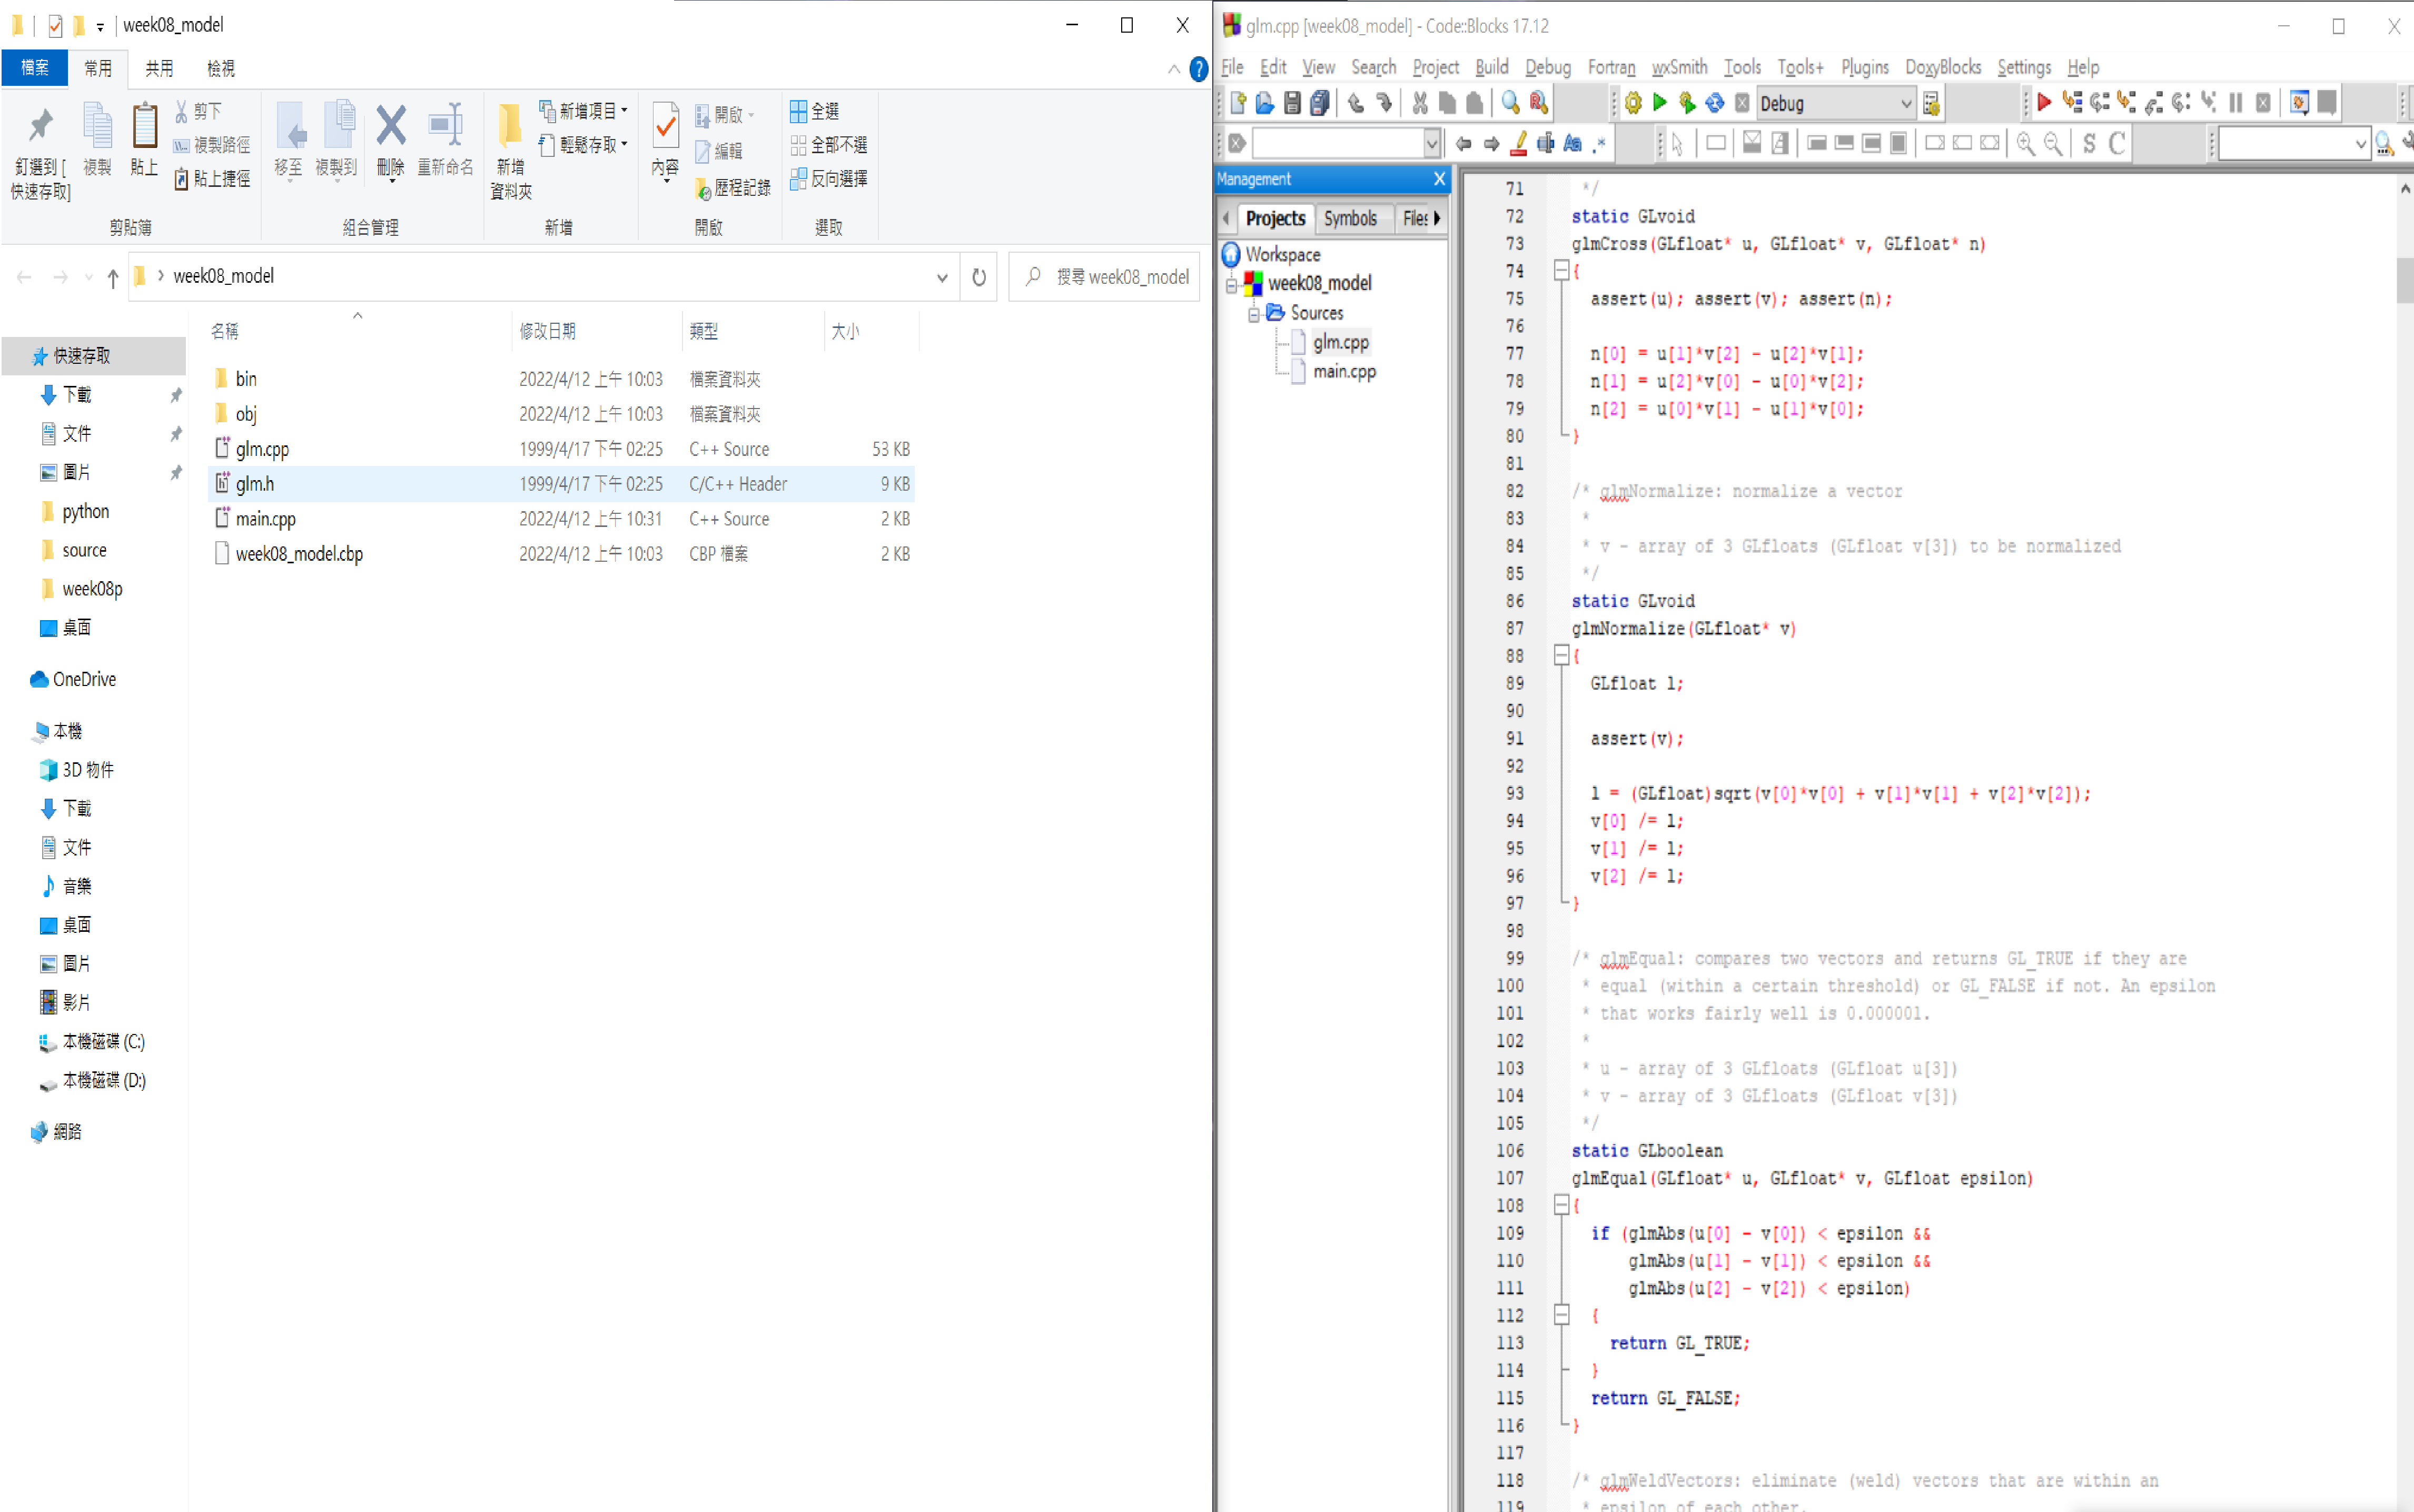 week08_model
檔案 常用 共用 檢視
釘選到 [快速存取]
複製
貼上
剪下
複製路徑
貼上捷徑
剪貼簿
移至
複製到
刪除
重新命名
組合管理
新增資料夾
新增項目
輕鬆存取
新增
內容
開啟
編輯
歷程記錄
開啟
全選
全部不選
反向選擇
選取
week08_model
搜尋 week08_model
快速存取
下載
文件
圖片
python
source
week08p
桌面
OneDrive
本機
3D 物件
下載
文件
音樂
桌面
圖片
影片
本機磁碟 (C:)
本機磁碟 (D:)
網路
名稱 修改日期 類型 大小
bin 2022/4/12 上午 10:03 檔案資料夾
obj 2022/4/12 上午 10:03 檔案資料夾
glm.cpp 1999/4/17 下午 02:25 C++ Source 53 KB
glm.h 1999/4/17 下午 02:25 C/C++ Header 9 KB
main.cpp 2022/4/12 上午 10:31 C++ Source 2 KB
week08_model.cbp 2022/4/12 上午 10:03 CBP 檔案 2 KB
glm.cpp [week08_model] - Code::Blocks 17.12
File Edit View Search Project Build Debug Fortran wxSmith Tools Tools+ Plugins DoxyBlocks Settings Help
Debug
S C
Management
Projects Symbols Files
Workspace
week08_model
Sources
glm.cpp
main.cpp
71 */
72 static GLvoid
73 glmCross(GLfloat* u, GLfloat* v, GLfloat* n)
74 {
75 assert(u); assert(v); assert(n);
76
77 n[0] = u[1]*v[2] - u[2]*v[1];
78 n[1] = u[2]*v[0] - u[0]*v[2];
79 n[2] = u[0]*v[1] - u[1]*v[0];
80 }
81
82 /* glmNormalize: normalize a vector
83 *
84 * v - array of 3 GLfloats (GLfloat v[3]) to be normalized
85 */
86 static GLvoid
87 glmNormalize(GLfloat* v)
88 {
89 GLfloat l;
90
91 assert(v);
92
93 l = (GLfloat)sqrt(v[0]*v[0] + v[1]*v[1] + v[2]*v[2]);
94 v[0] /= l;
95 v[1] /= l;
96 v[2] /= l;
97 }
98
99 /* glmEqual: compares two vectors and returns GL_TRUE if they are
100 * equal (within a certain threshold) or GL_FALSE if not. An epsilon
101 * that works fairly well is 0.000001.
102 *
103 * u - array of 3 GLfloats (GLfloat u[3])
104 * v - array of 3 GLfloats (GLfloat v[3])
105 */
106 static GLboolean
107 glmEqual(GLfloat* u, GLfloat* v, GLfloat epsilon)
108 {
109 if (glmAbs(u[0] - v[0]) < epsilon &&
110 glmAbs(u[1] - v[1]) < epsilon &&
111 glmAbs(u[2] - v[2]) < epsilon)
112 {
113 return GL_TRUE;
114 }
115 return GL_FALSE;
116 }
117
118 /* glmWeldVectors: eliminate (weld) vectors that are within an
119 * epsilon of each other.